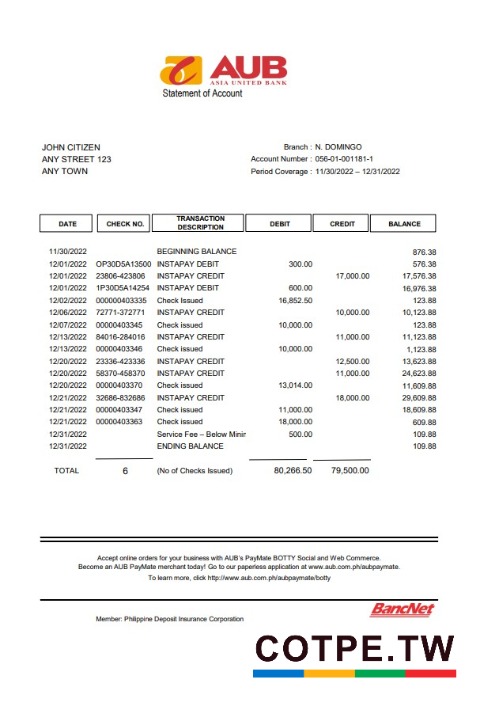 AUB
ASIA UNITED BANK
Statement of Account
JOHN CITIZEN
ANY STREET 123
ANY TOWN
Branch : N. DOMINGO
Account Number : 056-01-001181-1
Period Coverage : 11/30/2022 – 12/31/2022
DATE CHECK NO. TRANSACTION DESCRIPTION DEBIT CREDIT BALANCE
11/30/2022 BEGINNING BALANCE 876.38
12/01/2022 OP30D5A13500 INSTAPAY DEBIT 300.00 576.38
12/01/2022 23806-423806 INSTAPAY CREDIT 17,000.00 17,576.38
12/01/2022 1P30D5A14254 INSTAPAY DEBIT 600.00 16,976.38
12/02/2022 000000403335 Check Issued 16,852.50 123.88
12/06/2022 72771-372771 INSTAPAY CREDIT 10,000.00 10,123.88
12/07/2022 00000403345 Check issued 10,000.00 123.88
12/13/2022 84016-284016 INSTAPAY CREDIT 11,000.00 11,123.88
12/13/2022 00000403346 Check issued 10,000.00 1,123.88
12/20/2022 23336-423336 INSTAPAY CREDIT 12,500.00 13,623.88
12/20/2022 58370-458370 INSTAPAY CREDIT 11,000.00 24,623.88
12/20/2022 00000403370 Check issued 13,014.00 11,609.88
12/21/2022 32686-832686 INSTAPAY CREDIT 18,000.00 29,609.88
12/21/2022 00000403347 Check issued 11,000.00 18,609.88
12/21/2022 00000403363 Check issued 18,000.00 609.88
12/31/2022 Service Fee – Below Minir 500.00 109.88
12/31/2022 ENDING BALANCE 109.88
TOTAL 6 (No of Checks Issued) 80,266.50 79,500.00
Accept online orders for your business with AUB's PayMate BOTTY Social and Web Commerce.
Become an AUB PayMate merchant today! Go to our paperless application at www.aub.com.ph/aubpaymate.
To learn more, click http://www.aub.com.ph/aubpaymate/botty
BancNet
Member: Philippine Deposit Insurance Corporation
COTPE.TW